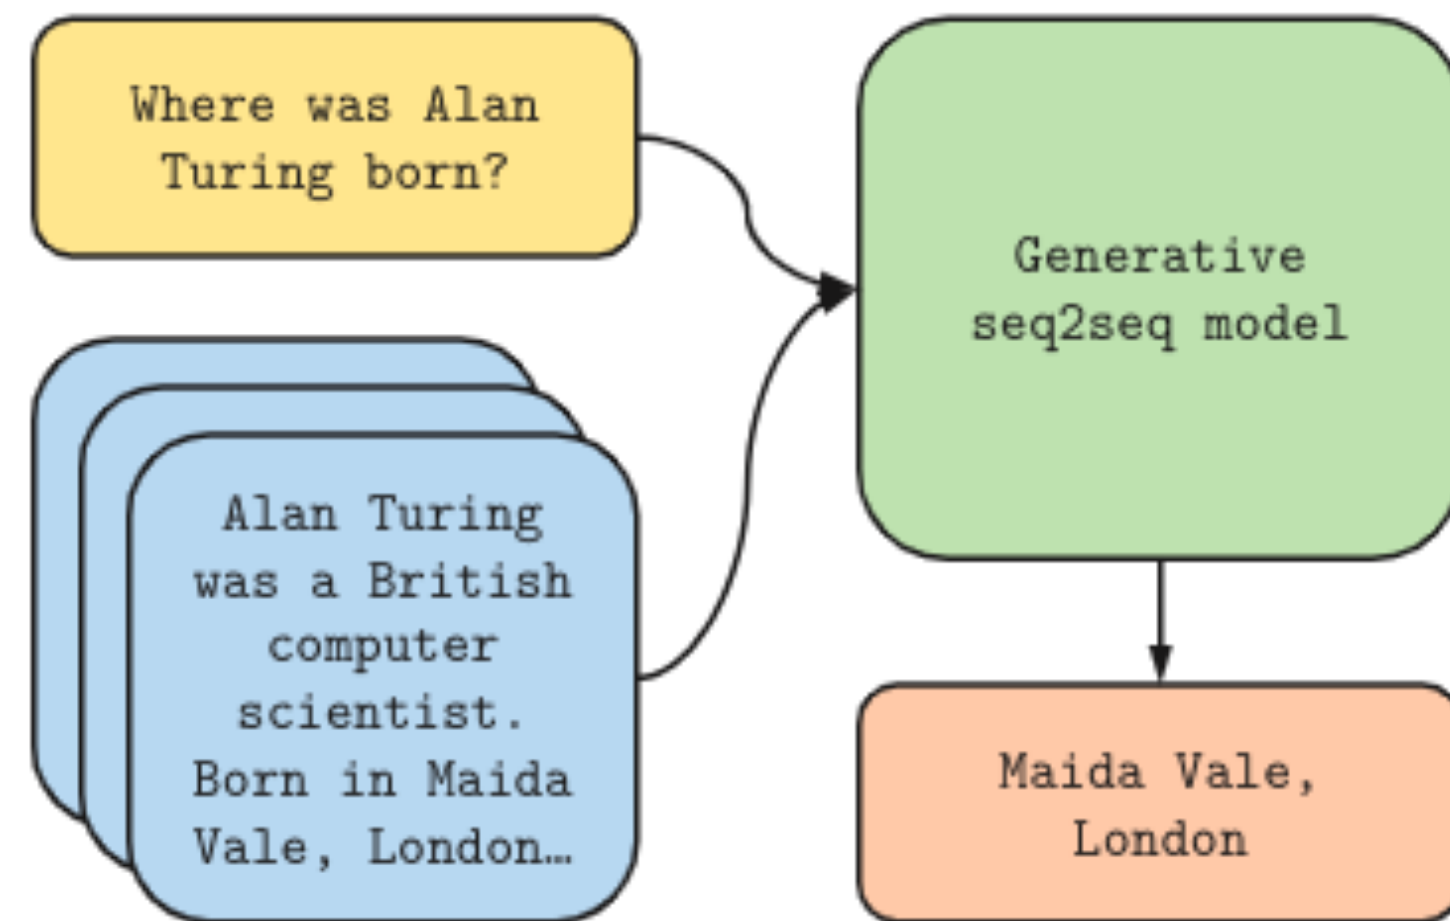 Where was Alan
Turing born?
Generative
seq2seq model
Alan Turing
was a British
computer
scientist.
Born in Maida
Vale, London…
Maida Vale,
London